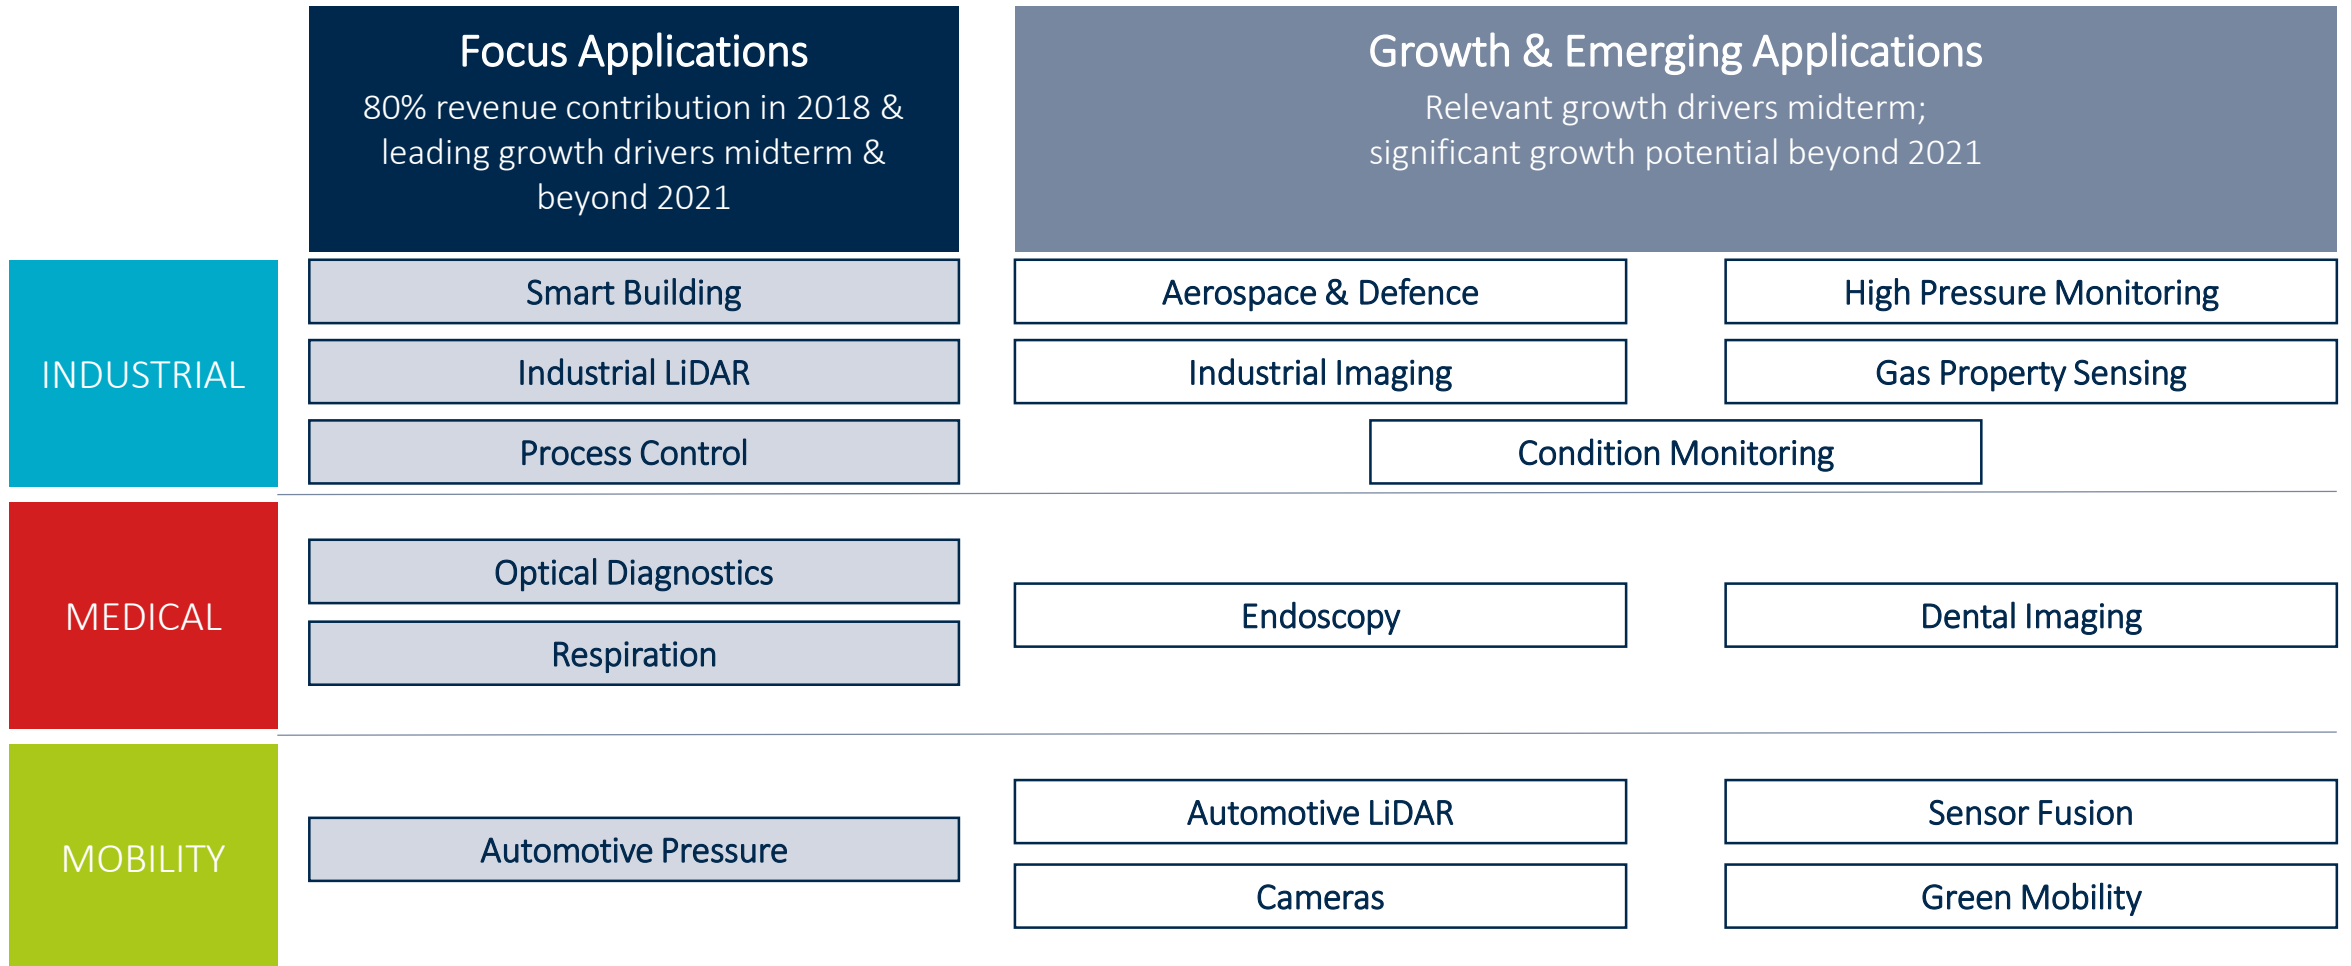 Focus Applications
80% revenue contribution in 2018 &
leading growth drivers midterm &
beyond 2021
Growth & Emerging Applications
Relevant growth drivers midterm;
significant growth potential beyond 2021
INDUSTRIAL
Smart Building
Aerospace & Defence
High Pressure Monitoring
Industrial LiDAR
Industrial Imaging
Gas Property Sensing
Process Control
Condition Monitoring
MEDICAL
Optical Diagnostics
Respiration
Endoscopy
Dental Imaging
MOBILITY
Automotive Pressure
Automotive LiDAR
Sensor Fusion
Cameras
Green Mobility